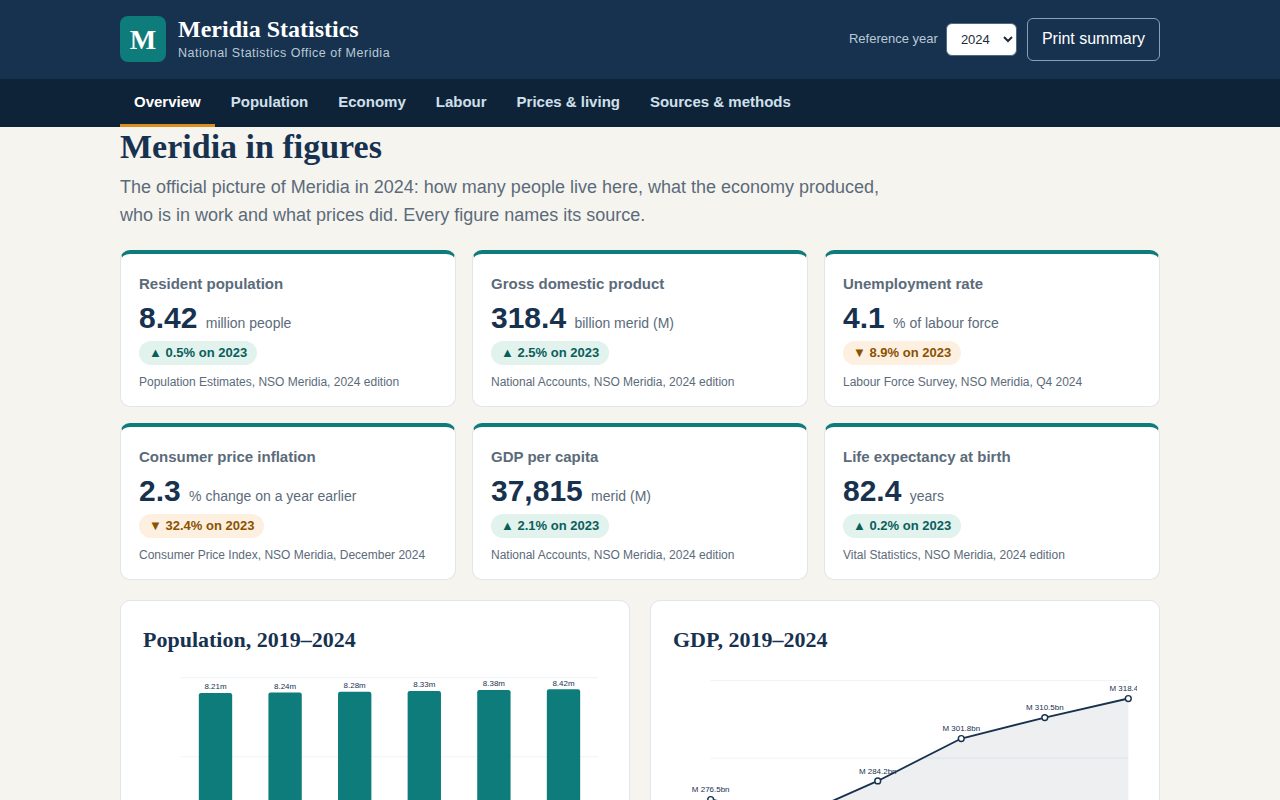 M
Meridia Statistics
National Statistics Office of Meridia
Reference year
2024
Print summary
Overview
Population
Economy
Labour
Prices & living
Sources & methods
Meridia in figures
The official picture of Meridia in 2024: how many people live here, what the economy produced,
who is in work and what prices did. Every figure names its source.
Resident population
8.42 million people
▲ 0.5% on 2023
Population Estimates, NSO Meridia, 2024 edition
Gross domestic product
318.4 billion merid (M)
▲ 2.5% on 2023
National Accounts, NSO Meridia, 2024 edition
Unemployment rate
4.1 % of labour force
▼ 8.9% on 2023
Labour Force Survey, NSO Meridia, Q4 2024
Consumer price inflation
2.3 % change on a year earlier
▼ 32.4% on 2023
Consumer Price Index, NSO Meridia, December 2024
GDP per capita
37,815 merid (M)
▲ 2.1% on 2023
National Accounts, NSO Meridia, 2024 edition
Life expectancy at birth
82.4 years
▲ 0.2% on 2023
Vital Statistics, NSO Meridia, 2024 edition
Population, 2019–2024
8.21m
8.24m
8.28m
8.33m
8.38m
8.42m
GDP, 2019–2024
M 276.5bn
M 284.2bn
M 301.8bn
M 310.5bn
M 318.4